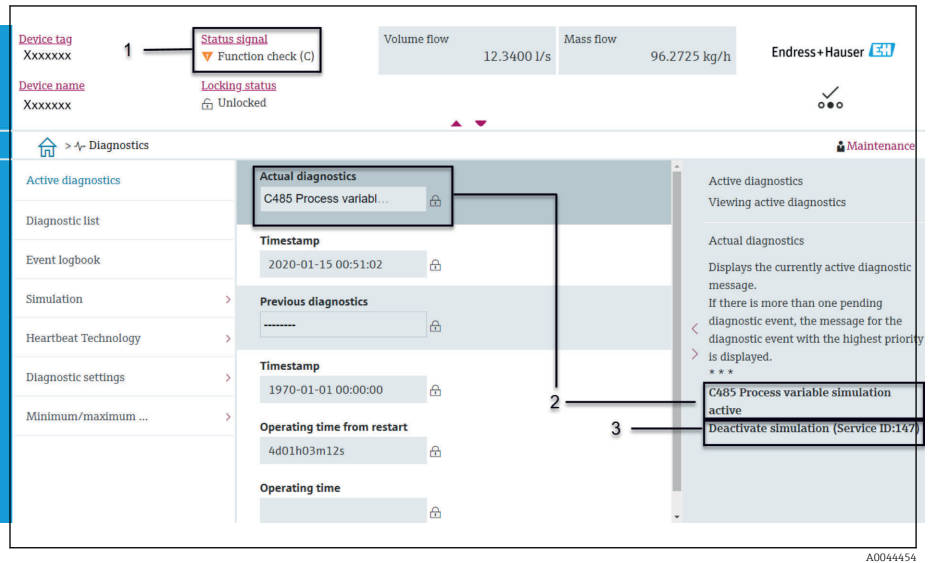 Device tag
Xxxxxxx
1
Status signal
Function check (C)
Volume flow
12.3400 l/s
Mass flow
96.2725 kg/h
Endress+Hauser EH
Device name
Xxxxxxx
Locking status
Unlocked
> Diagnostics
Maintenance
Active diagnostics
Diagnostic list
Event logbook
Simulation
Heartbeat Technology
Diagnostic settings
Minimum/maximum ...
Actual diagnostics
C485 Process variabl...
Timestamp
2020-01-15 00:51:02
Previous diagnostics
--------
Timestamp
1970-01-01 00:00:00
Operating time from restart
4d01h03m12s
Operating time
2
3
Active diagnostics
Viewing active diagnostics
Actual diagnostics
Displays the currently active diagnostic
message.
If there is more than one pending
diagnostic event, the message for the
diagnostic event with the highest priority
is displayed.
* * *
C485 Process variable simulation
active
Deactivate simulation (Service ID:147)
A0044454